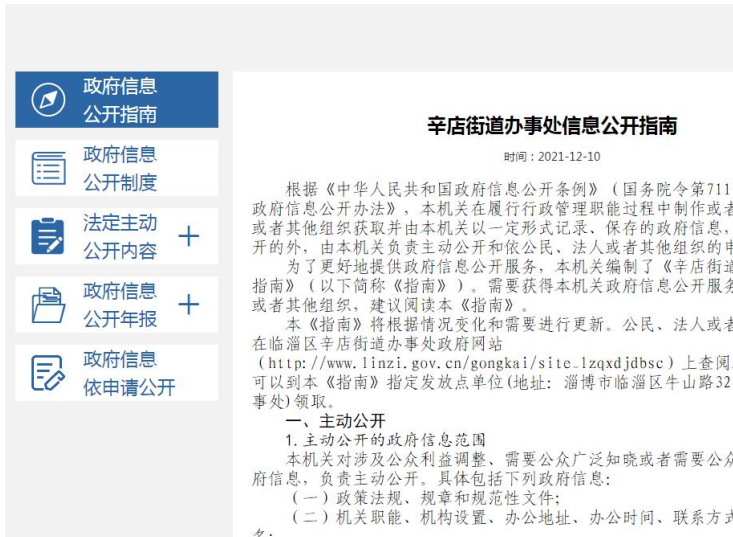 政府信息
公开指南
政府信息
公开制度
法定主动
公开内容
政府信息
公开年报
政府信息
依申请公开
辛店街道办事处信息公开指南
时间：2021-12-10
根据《中华人民共和国政府信息公开条例》（国务院令第711
政府信息公开办法》，本机关在履行行政管理职能过程中制作或者
或者其他组织获取并由本机关以一定形式记录、保存的政府信息，
开的外，由本机关负责主动公开和依公民、法人或者其他组织的申
为了更好地提供政府信息公开服务，本机关编制了《辛店街道
指南》（以下简称《指南》）。需要获得本机关政府信息公开服务
或者其他组织，建议阅读本《指南》。
本《指南》将根据情况变化和需要进行更新。公民、法人或者
在临淄区辛店街道办事处政府网站
（http://www.linzi.gov.cn/gongkai/site_lzqxdjdbsc）上查阅
可以到本《指南》指定发放点单位(地址：淄博市临淄区牛山路32
事处)领取。
一、主动公开
1.主动公开的政府信息范围
本机关对涉及公众利益调整、需要公众广泛知晓或者需要公众
府信息，负责主动公开。具体包括下列政府信息：
（一）政策法规、规章和规范性文件;
（二）机关职能、机构设置、办公地址、办公时间、联系方式